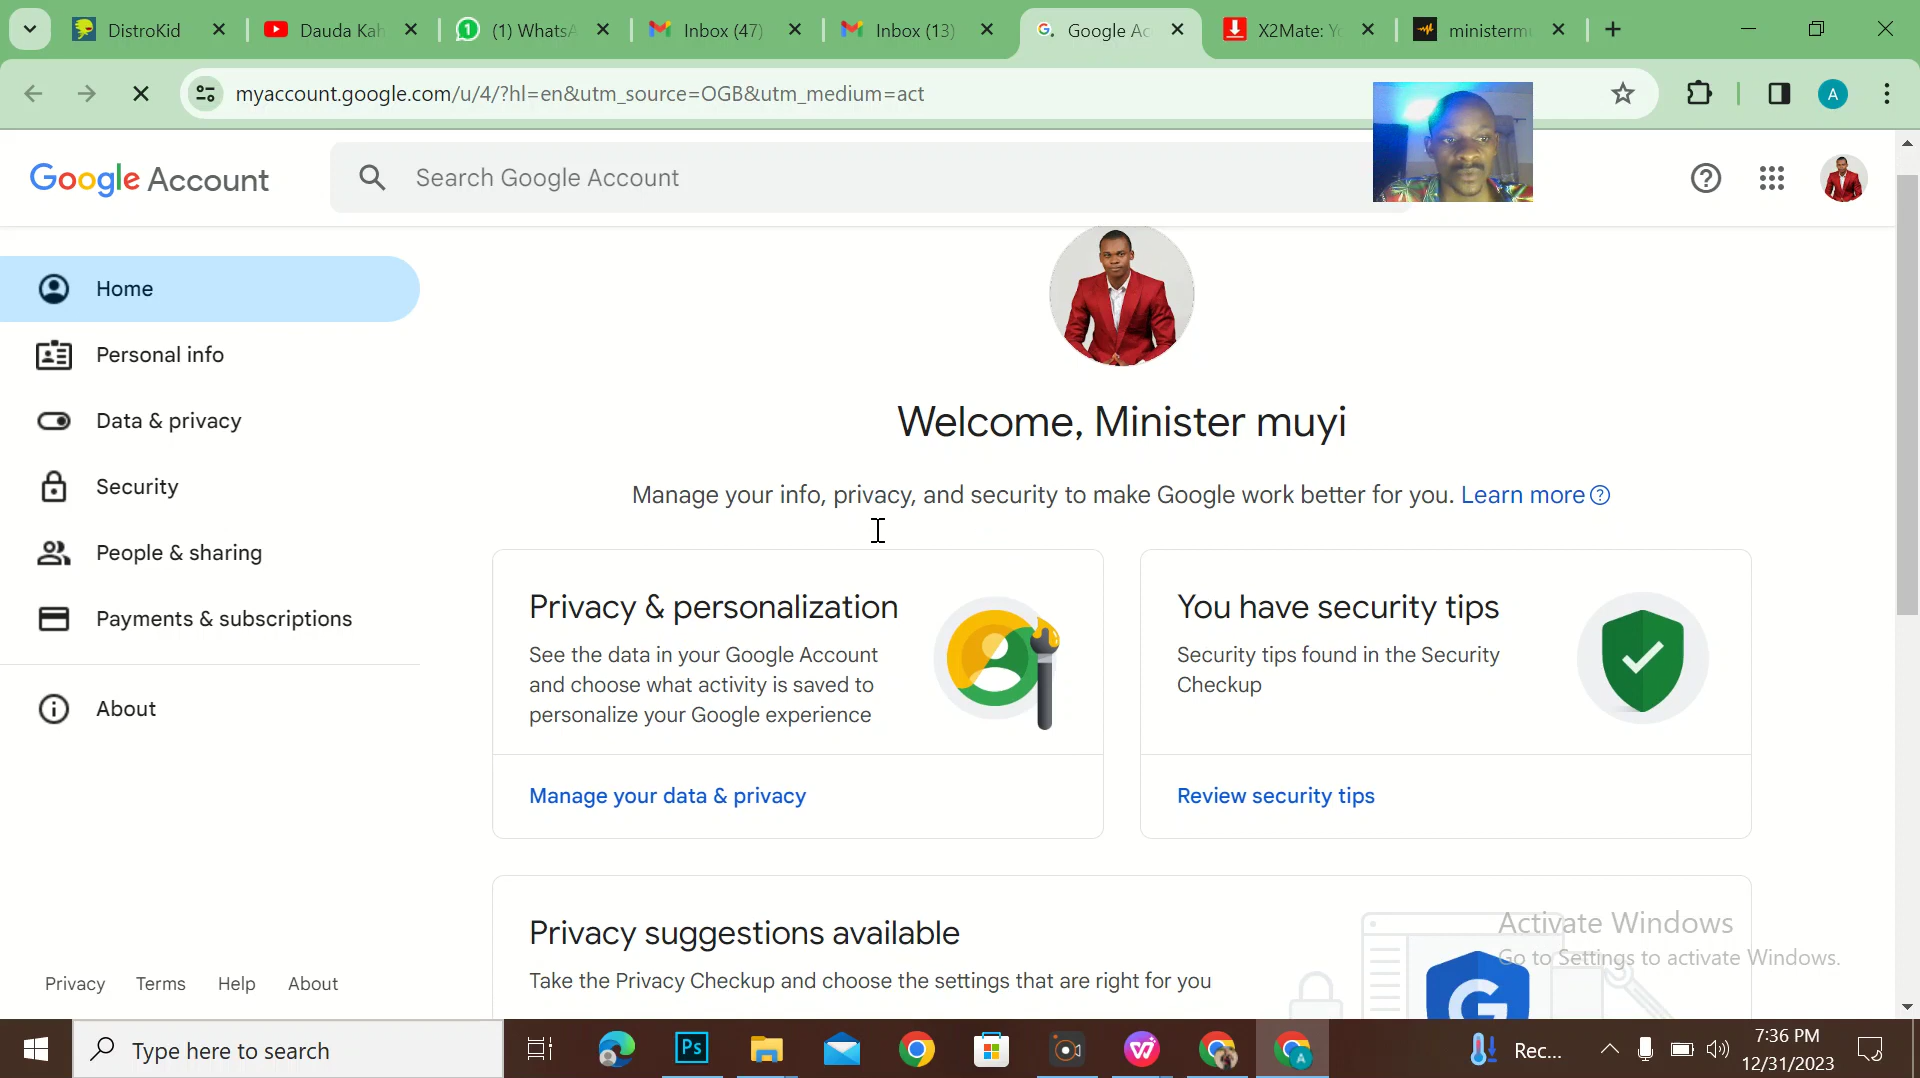 DistroKid
Dauda Kah
(1) WhatsA
Inbox (47)
Inbox (13)
Google Ac
X2Mate: Yo
ministermu
myaccount.google.com/u/4/?hl=en&utm_source=OGB&utm_medium=act
A
Google Account
Search Google Account
Home
Personal info
Data & privacy
Security
People & sharing
Payments & subscriptions
About
Welcome, Minister muyi
Manage your info, privacy, and security to make Google work better for you. Learn more
Privacy & personalization
See the data in your Google Account
and choose what activity is saved to
personalize your Google experience
Manage your data & privacy
You have security tips
Security tips found in the Security
Checkup
Review security tips
Privacy suggestions available
Take the Privacy Checkup and choose the settings that are right for you
Activate Windows
Go to Settings to activate Windows.
Privacy Terms Help About
Type here to search
Ps
A
Rec...
7:36 PM
12/31/2023